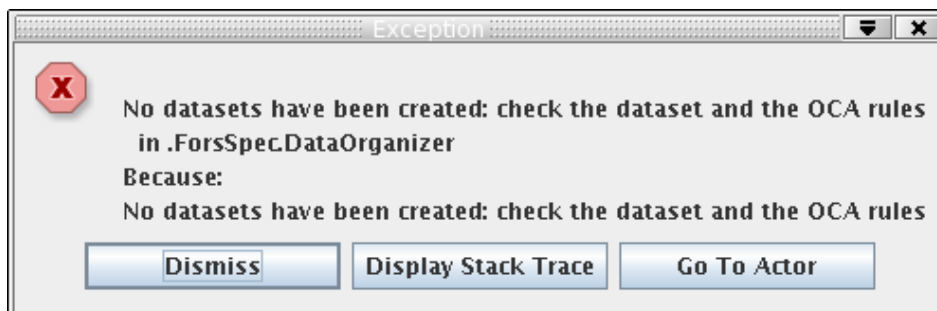 Exception
X
No datasets have been created: check the dataset and the OCA rules
in .ForsSpec.DataOrganizer
Because:
No datasets have been created: check the dataset and the OCA rules
Dismiss Display Stack Trace Go To Actor